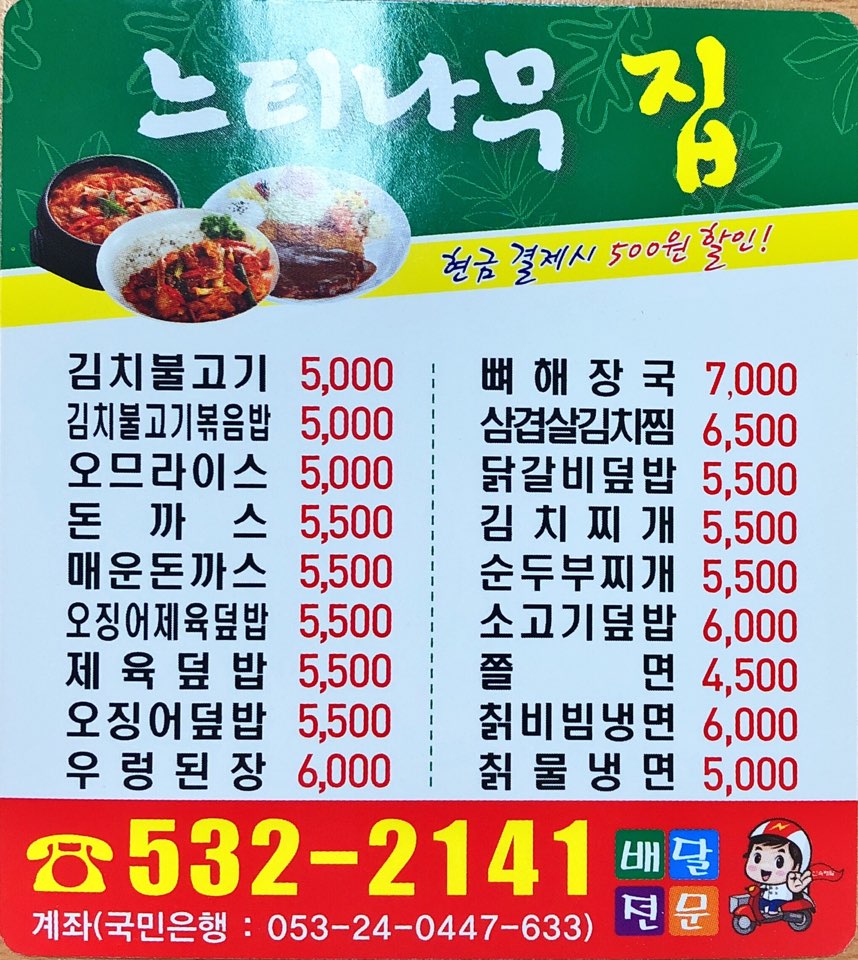 느티나무 집
현금 결제시 500원 할인!
김치불고기 5,000
김치불고기볶음밥 5,000
오므라이스 5,000
돈까스 5,500
매운돈까스 5,500
오징어제육덮밥 5,500
제육덮밥 5,500
오징어덮밥 5,500
우렁된장 6,000
뼈해장국 7,000
삼겹살김치찜 6,500
닭갈비덮밥 5,500
김치찌개 5,500
순두부찌개 5,500
소고기덮밥 6,000
쫄면 4,500
칡비빔냉면 6,000
칡물냉면 5,000
☎532-2141
배달
전문
계좌(국민은행 : 053-24-0447-633)